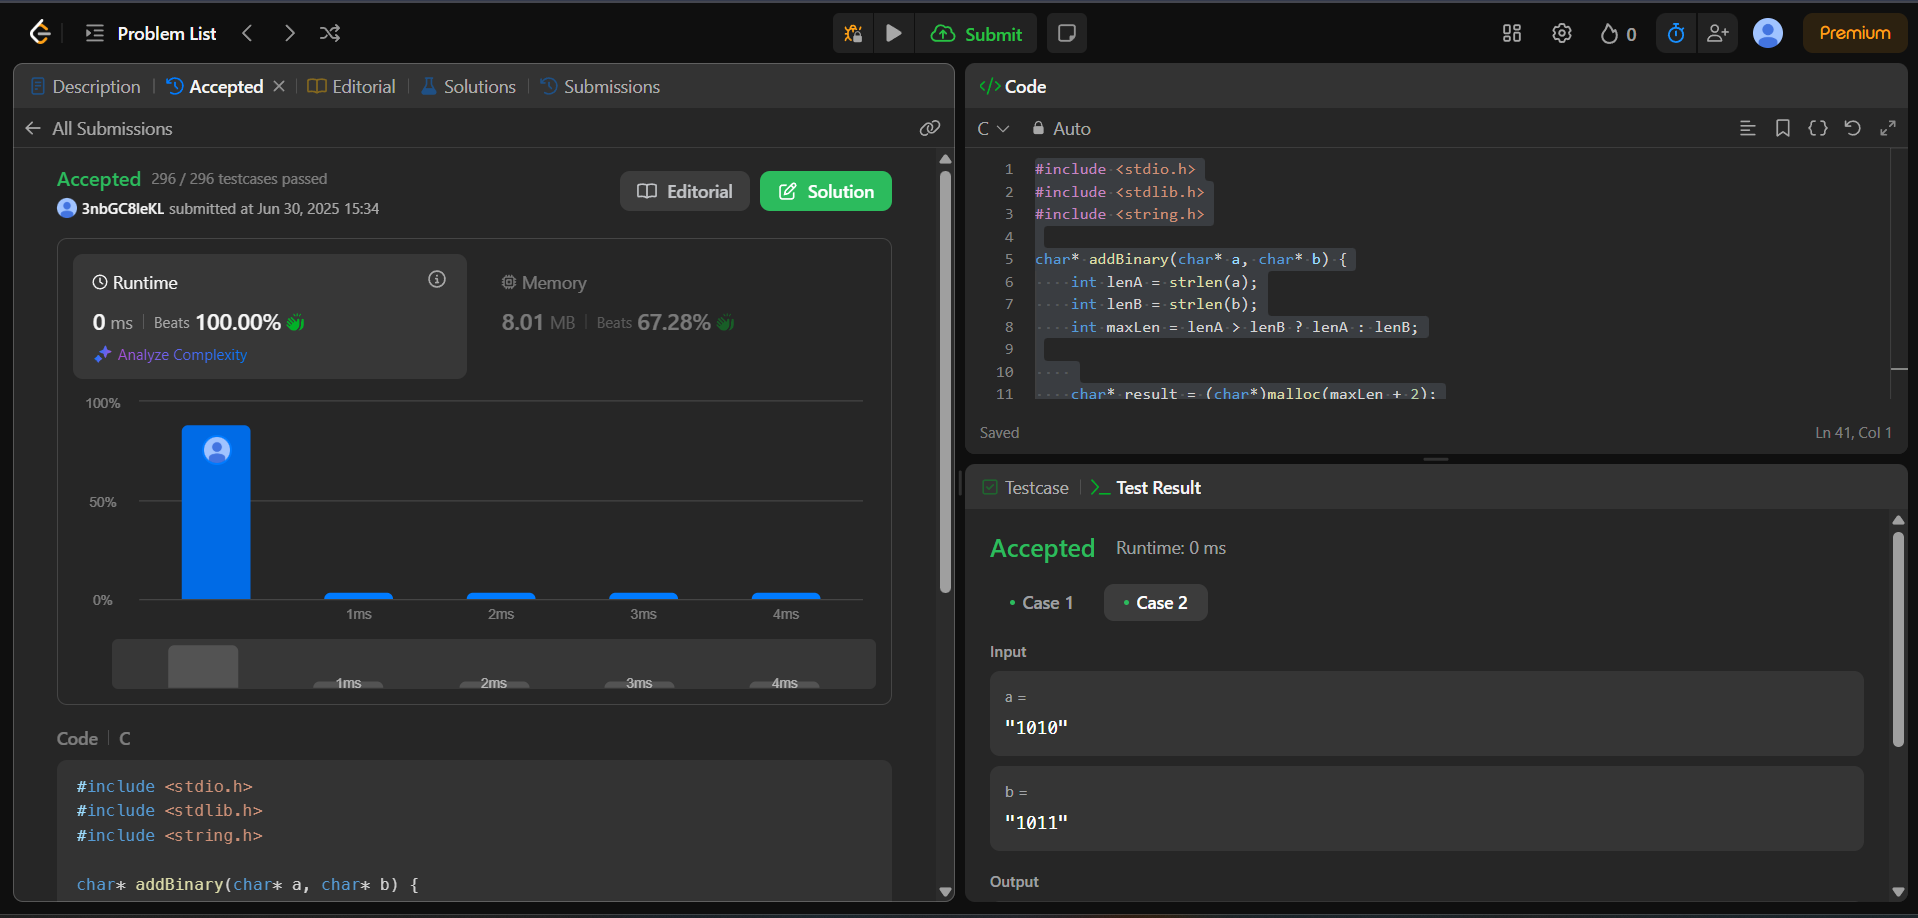 Problem List
Submit
0
Premium
Description
Accepted
Editorial
Solutions
Submissions
All Submissions
Accepted 296 / 296 testcases passed
3nbGC8IeKL submitted at Jun 30, 2025 15:34
Editorial
Solution
Runtime
0 ms Beats 100.00%
Analyze Complexity
Memory
8.01 MB Beats 67.28%
100%
50%
0%
1ms 2ms 3ms 4ms
1ms 2ms 3ms 4ms
Code C
#include <stdio.h>
#include <stdlib.h>
#include <string.h>
char* addBinary(char* a, char* b) {
</> Code
C Auto
1 #include <stdio.h>
2 #include <stdlib.h>
3 #include <string.h>
4
5 char* addBinary(char* a, char* b) {
6 int lenA = strlen(a);
7 int lenB = strlen(b);
8 int maxLen = lenA > lenB ? lenA : lenB;
9
10
11 char* result = (char*)malloc(maxLen + 2);
Saved
Ln 41, Col 1
Testcase
Test Result
Accepted Runtime: 0 ms
Case 1
Case 2
Input
a =
"1010"
b =
"1011"
Output